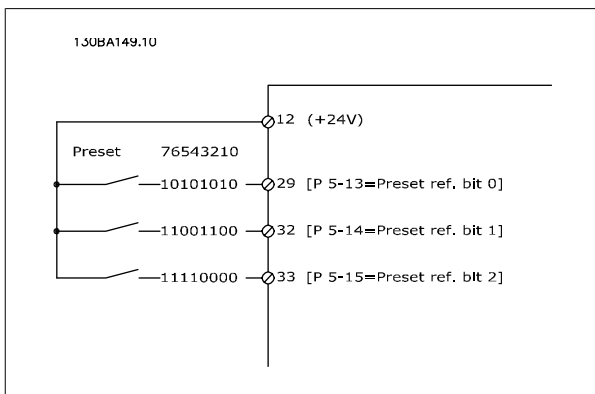 130BA149.10
12 (+24V)
Preset 76543210
10101010 29 [P 5-13=Preset ref. bit 0]
11001100 32 [P 5-14=Preset ref. bit 1]
11110000 33 [P 5-15=Preset ref. bit 2]